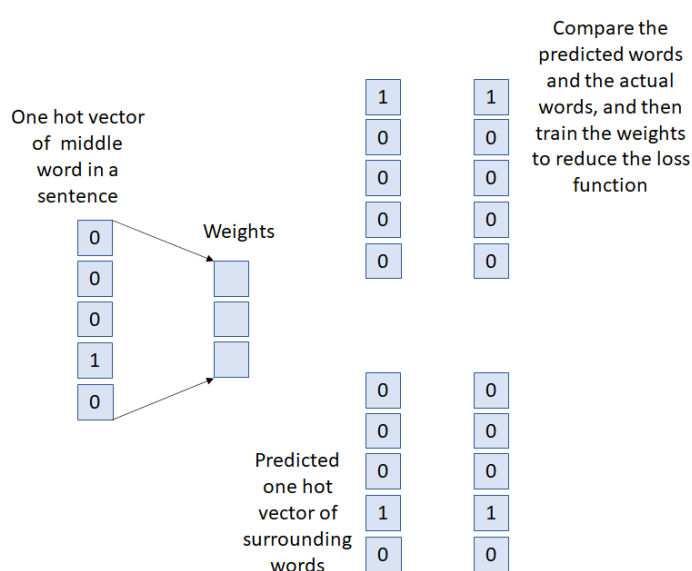 One hot vector
of middle
word in a
sentence
0
0
0
1
0
Weights
1
0
0
0
0
1
0
0
0
0
Compare the
predicted words
and the actual
words, and then
train the weights
to reduce the loss
function
Predicted
one hot
vector of
surrounding
words
0
0
0
1
0
0
0
0
1
0